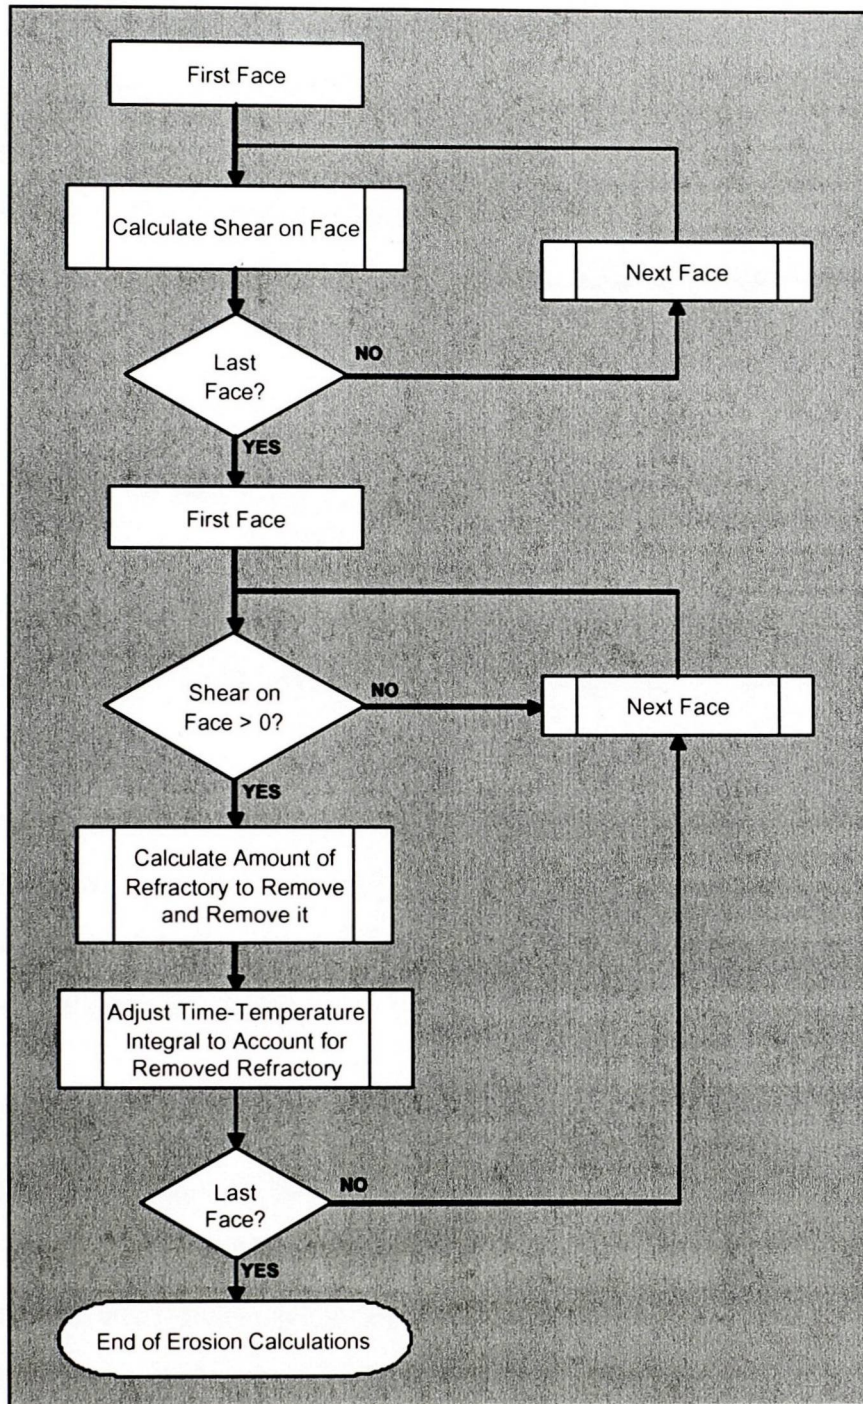 First Face
Calculate Shear on Face
Next Face
Last
Face?
NO
YES
First Face
Shear on
Face > 0?
NO
Next Face
YES
Calculate Amount of
Refractory to Remove
and Remove it
Adjust Time-Temperature
Integral to Account for
Removed Refractory
Last
Face?
NO
YES
End of Erosion Calculations